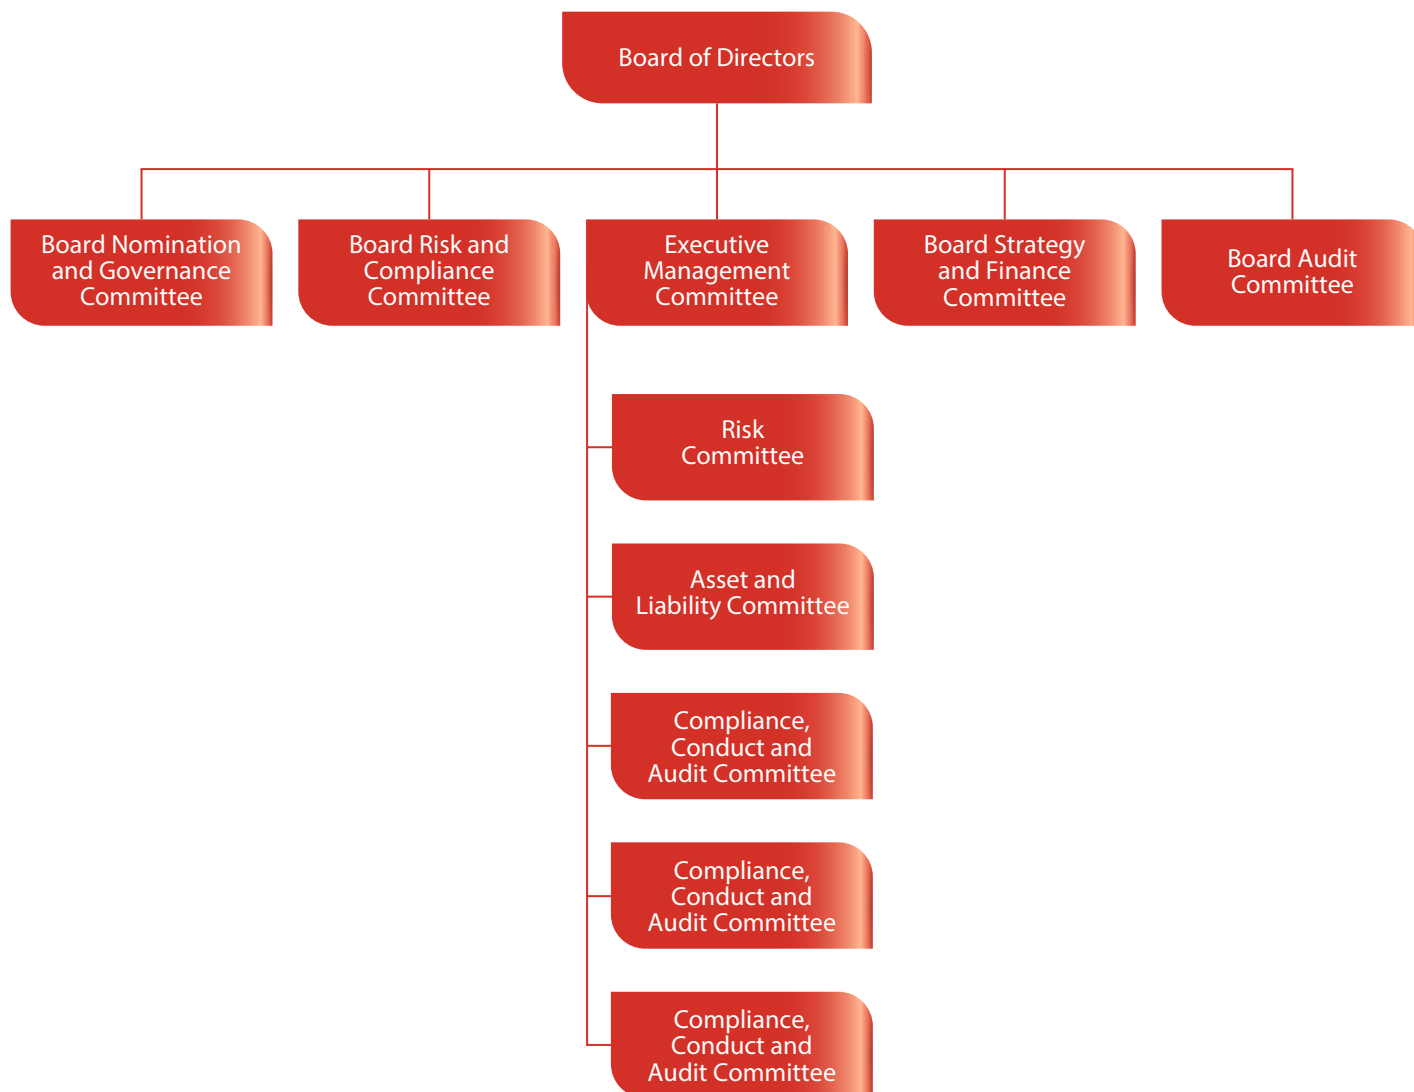 Board of Directors
Board Nomination
and Governance
Committee
Board Risk and
Compliance
Committee
Executive
Management
Committee
Board Strategy
and Finance
Committee
Board Audit
Committee
Risk
Committee
Asset and
Liability Committee
Compliance,
Conduct and
Audit Committee
Compliance,
Conduct and
Audit Committee
Compliance,
Conduct and
Audit Committee